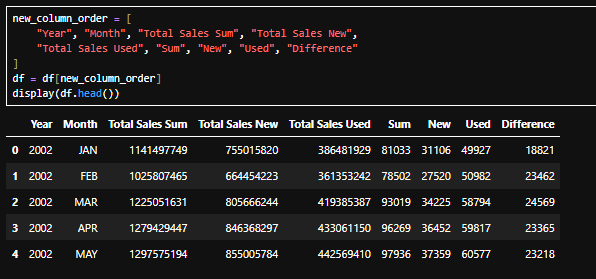 new_column_order = [
"Year", "Month", "Total Sales Sum", "Total Sales New",
"Total Sales Used", "Sum", "New", "Used", "Difference"
]
df = df[new_column_order]
display(df.head())
Year Month Total Sales Sum Total Sales New Total Sales Used Sum New Used Difference
0 2002 JAN 1141497749 755015820 386481929 81033 31106 49927 18821
1 2002 FEB 1025807465 664454223 361353242 78502 27520 50982 23462
2 2002 MAR 1225051631 805666244 419385387 93019 34225 58794 24569
3 2002 APR 1279429447 846368297 433061150 96269 36452 59817 23365
4 2002 MAY 1297575194 855005784 442569410 97936 37359 60577 23218